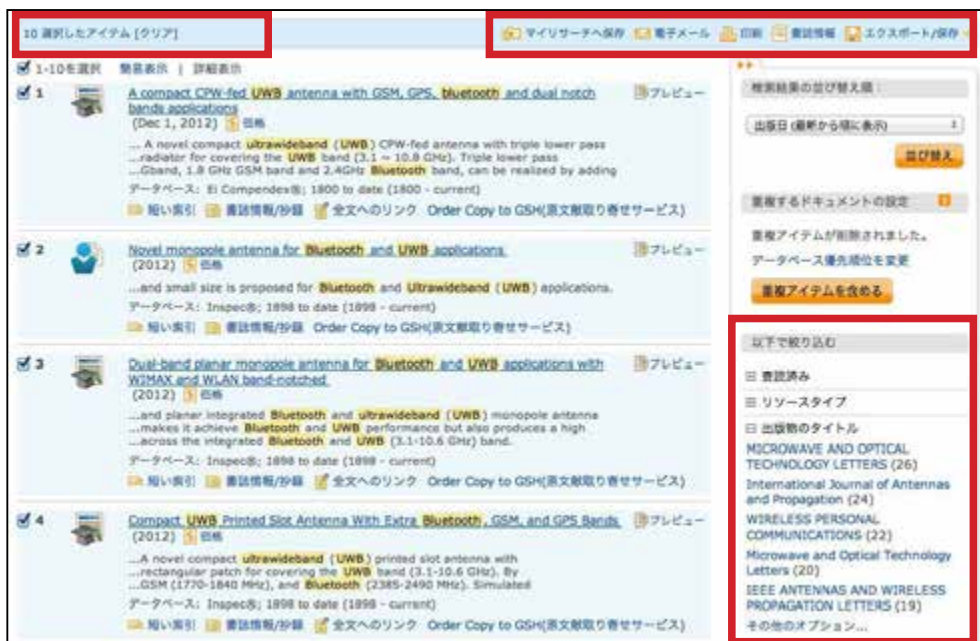 10 選択したアイテム [クリア]
マイリサーチへ保存 電子メール 印刷 書誌情報 エクスポート/保存
1-10を選択 簡易表示 | 詳細表示
1 A compact CPW-fed UWB antenna with GSM, GPS, bluetooth and dual notch プレビュー
bands applications
(Dec 1, 2012) 価格
... A novel compact ultrawideband (UWB) CPW-fed antenna with triple lower pass
...radiator for covering the UWB band (3.1 ~ 10.8 GHz). Triple lower pass
...Gband, 1.8 GHz GSM band and 2.4GHz Bluetooth band, can be realized by adding
データベース: Ei Compendex®; 1800 to date (1800 - current)
短い索引 書誌情報/抄録 全文へのリンク Order Copy to GSH(原文献取り寄せサービス)
2 Novel monopole antenna for Bluetooth and UWB applications. プレビュー
(2012) 価格
...and small size is proposed for Bluetooth and Ultrawideband (UWB) applications.
データベース: Inspec®; 1898 to date (1898 - current)
短い索引 書誌情報/抄録 Order Copy to GSH(原文献取り寄せサービス)
3 Dual-band planar monopole antenna for Bluetooth and UWB applications with プレビュー
WIMAX and WLAN band-notched
(2012) 価格
...and planar integrated Bluetooth and ultrawideband (UWB) monopole antenna
...makes it achieve Bluetooth and UWB performance but also produces a high
...across the integrated Bluetooth and UWB (3.1-10.6 GHz) band.
データベース: Inspec®; 1898 to date (1898 - current)
短い索引 書誌情報/抄録 全文へのリンク Order Copy to GSH(原文献取り寄せサービス)
4 Compact UWB Printed Slot Antenna With Extra Bluetooth, GSM, and GPS Bands プレビュー
(2012) 価格
...A novel compact ultrawideband (UWB) printed slot antenna with
...rectangular patch for covering the UWB band (3.1-10.6 GHz). By
...GSM (1770-1840 MHz), and Bluetooth (2385-2490 MHz). Simulated
データベース: Inspec®; 1898 to date (1898 - current)
短い索引 書誌情報/抄録 全文へのリンク Order Copy to GSH(原文献取り寄せサービス)
検索結果の並び替え順:
出版日 (最新から順に表示)
並び替え
重複するドキュメントの設定
重複アイテムが削除されました。
データベース優先順位を変更
重複アイテムを含める
以下で絞り込む
査読済み
リソースタイプ
出版物のタイトル
MICROWAVE AND OPTICAL
TECHNOLOGY LETTERS (26)
International Journal of Antennas
and Propagation (24)
WIRELESS PERSONAL
COMMUNICATIONS (22)
Microwave and Optical Technology
Letters (20)
IEEE ANTENNAS AND WIRELESS
PROPAGATION LETTERS (19)
その他のオプション...